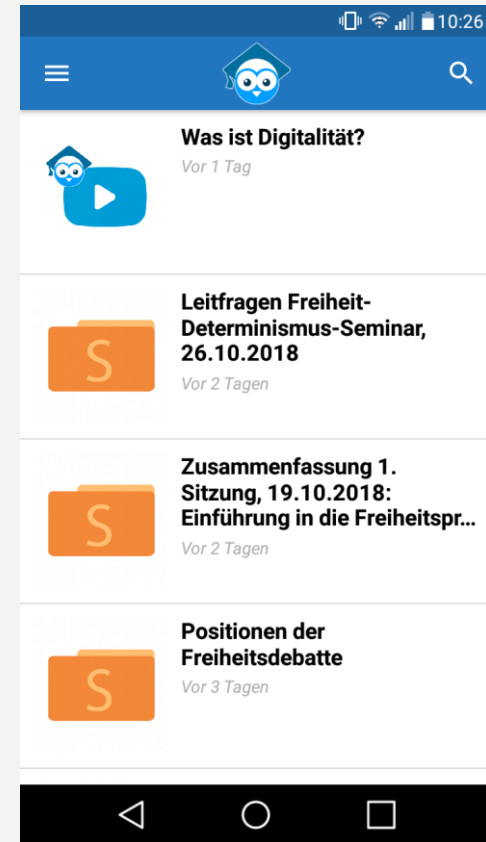 10:26
Was ist Digitalität?
Vor 1 Tag
S
Leitfragen Freiheit-
Determinismus-Seminar,
26.10.2018
Vor 2 Tagen
S
Zusammenfassung 1.
Sitzung, 19.10.2018:
Einführung in die Freiheitspr...
Vor 2 Tagen
S
Positionen der
Freiheitsdebatte
Vor 3 Tagen